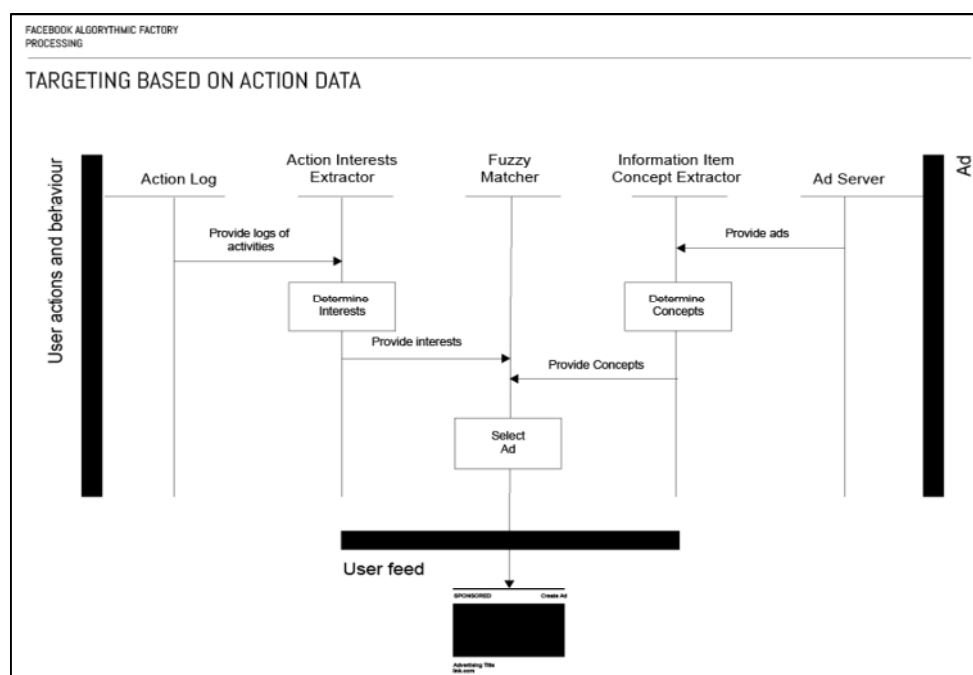 FACEBOOK ALGORYTHMIC FACTORY
PROCESSING
TARGETING BASED ON ACTION DATA
User actions and behaviour
Action Log
Action Interests
Extractor
Fuzzy
Matcher
Information Item
Concept Extractor
Ad Server
Ad
Provide logs of
activities
Provide ads
Determine
Interests
Determine
Concepts
Provide interests
Provide Concepts
Select
Ad
User feed
SPONSORED
Create Ad
Advertising Title
link.com